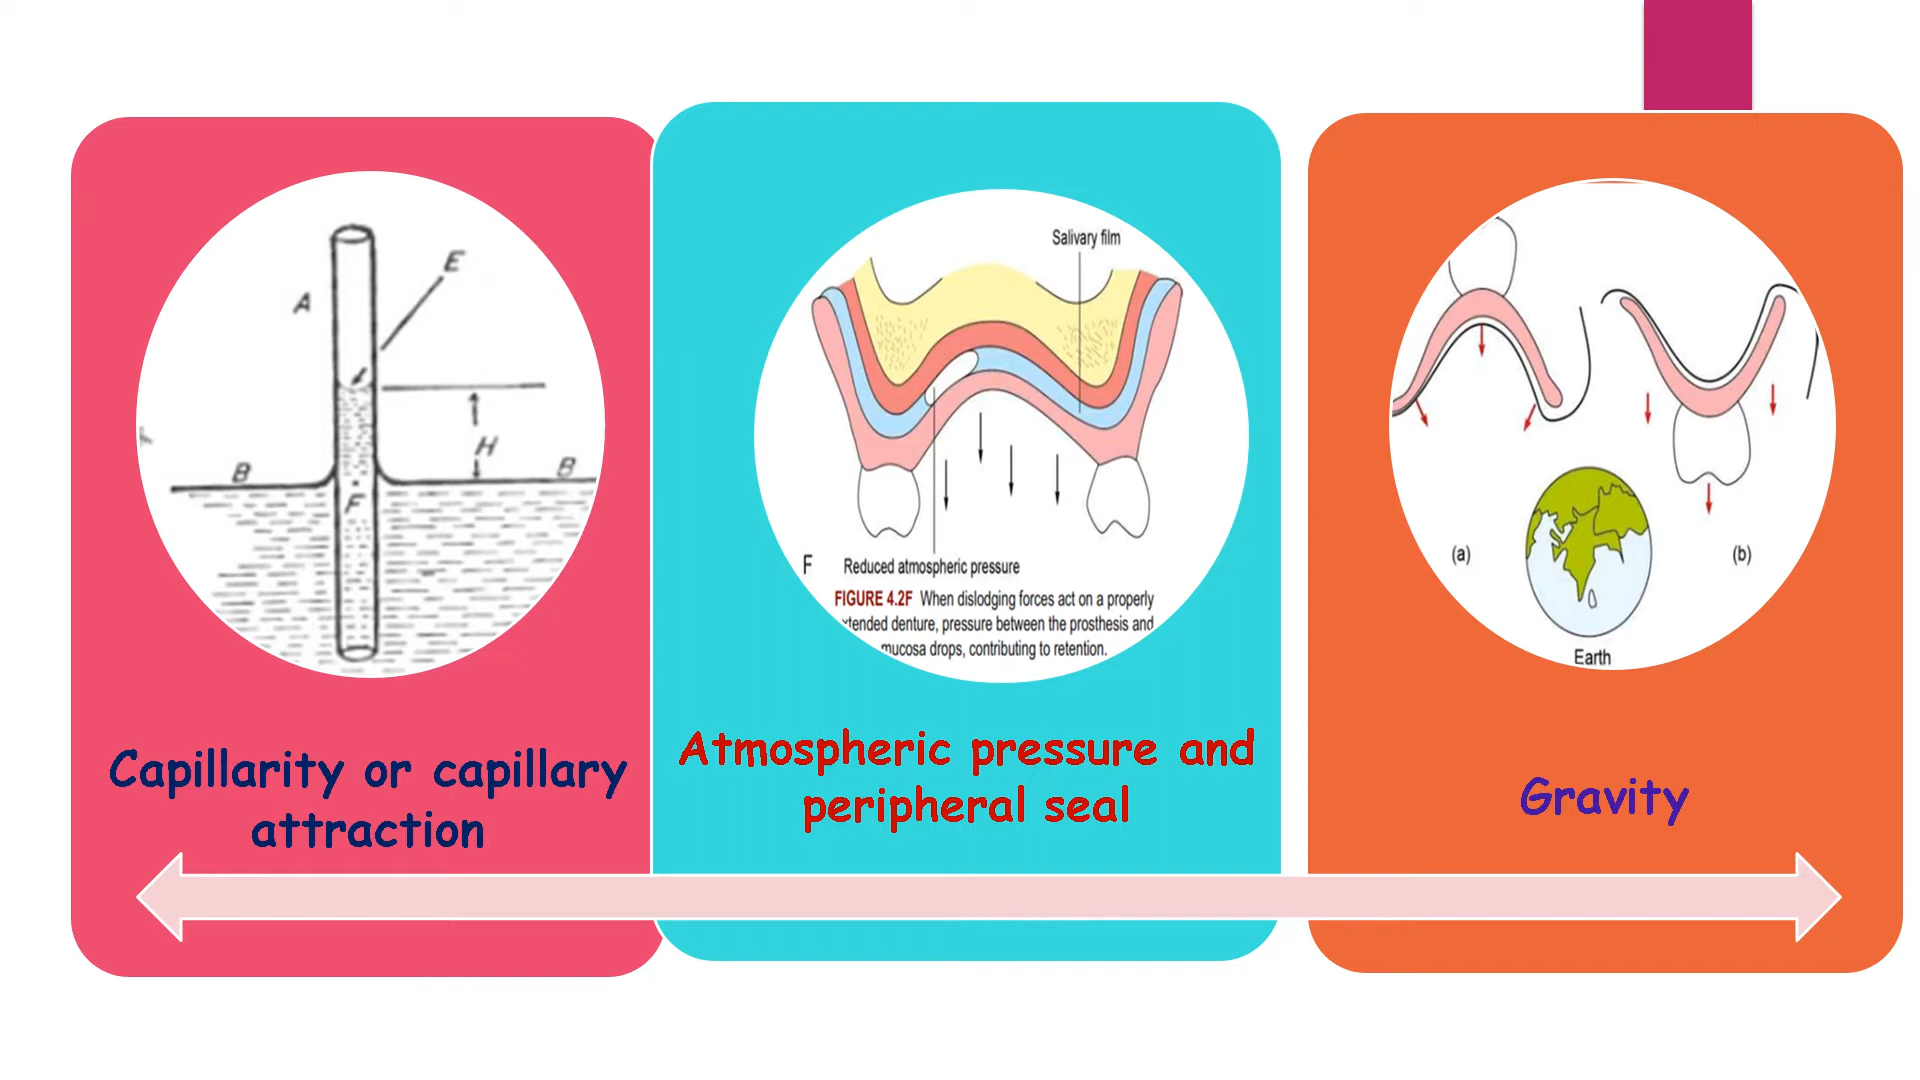 A
E
H
B
B
F
Capillarity or capillary
attraction
Salivary film
F Reduced atmospheric pressure
FIGURE 4.2F When dislodging forces act on a properly
xtended denture, pressure between the prosthesis and
mucosa drops, contributing to retention.
Atmospheric pressure and
peripheral seal
(a)
(b)
Earth
Gravity